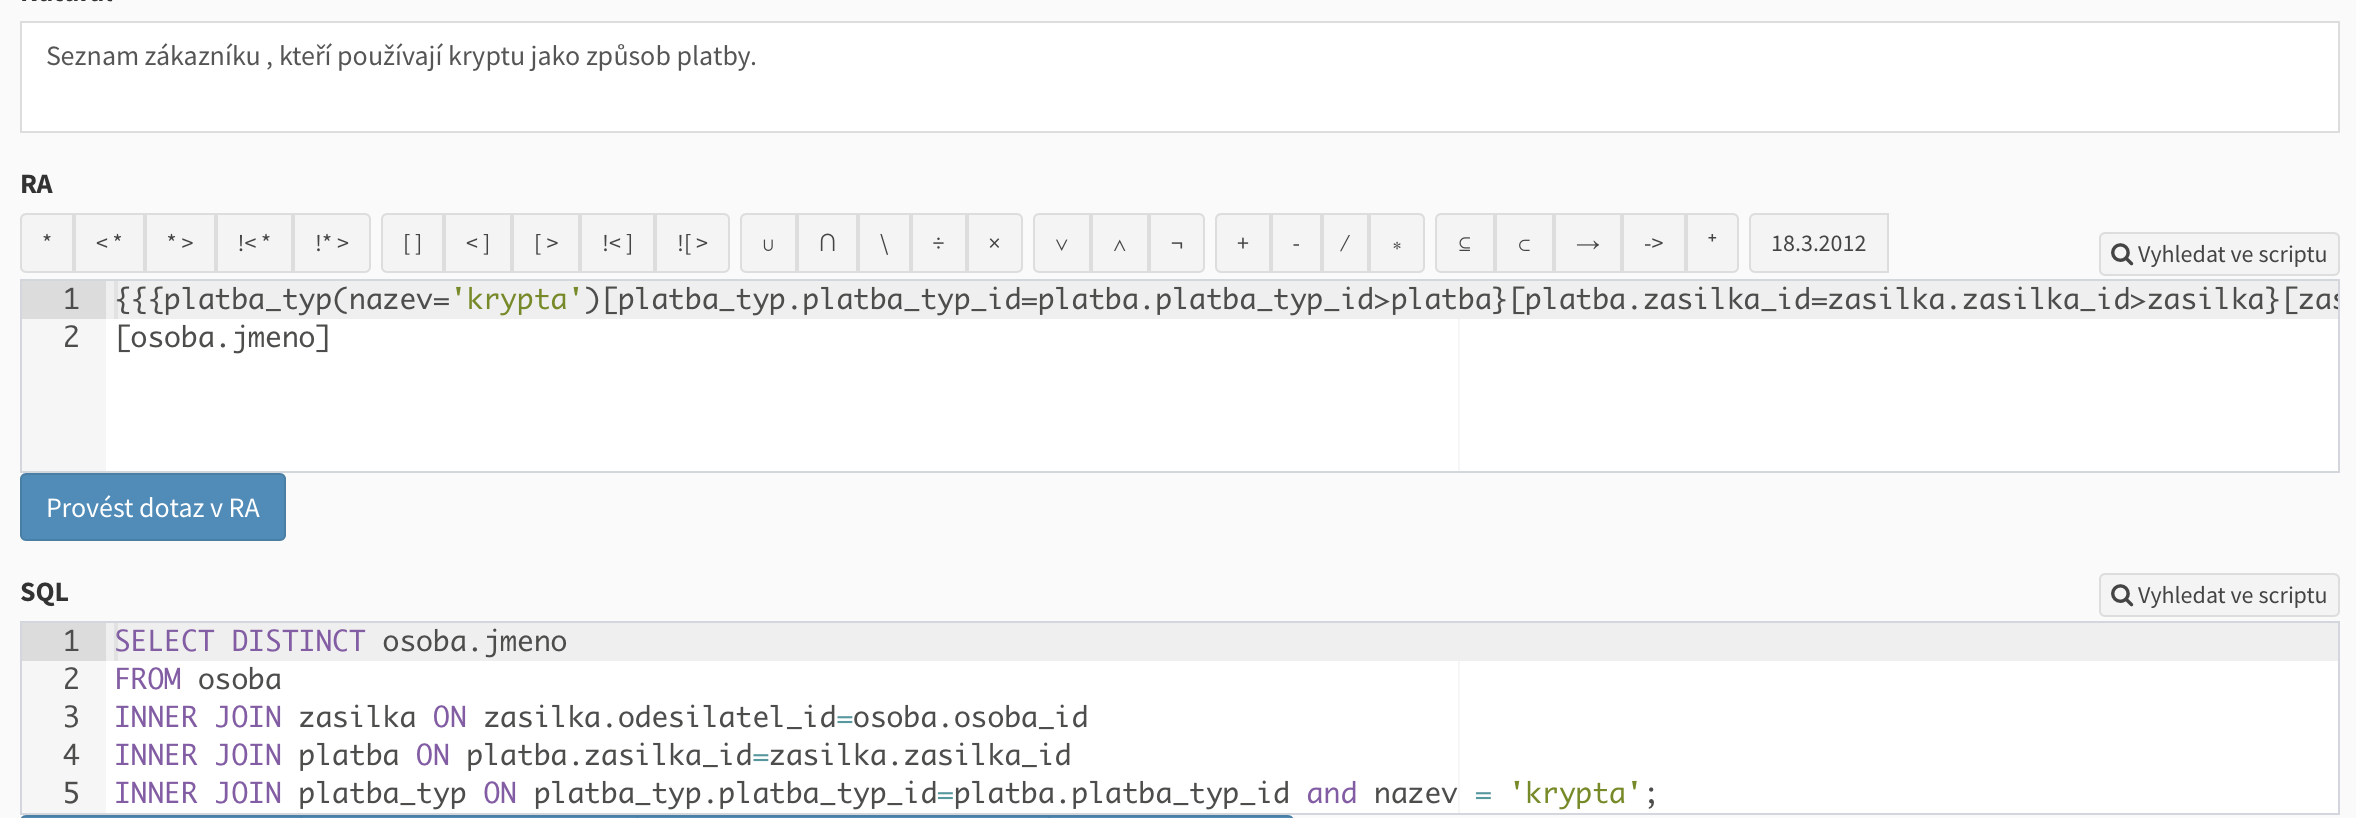 Seznam zákazníku , kteří používají kryptu jako způsob platby.
RA
* < * * > !< * !* > [ ] < ] [ > !< ] ![ > ∪ ∩ \ ÷ × ∨ ∧ ¬ + - / * ⊆ ⊂ → -> + 18.3.2012
Vyhledat ve scriptu
1 {{{platba_typ(nazev='krypta')[platba_typ.platba_typ_id=platba.platba_typ_id>platba}[platba.zasilka_id=zasilka.zasilka_id>zasilka}[zas
2 [osoba.jmeno]
Provést dotaz v RA
SQL
Vyhledat ve scriptu
1 SELECT DISTINCT osoba.jmeno
2 FROM osoba
3 INNER JOIN zasilka ON zasilka.odesilatel_id=osoba.osoba_id
4 INNER JOIN platba ON platba.zasilka_id=zasilka.zasilka_id
5 INNER JOIN platba_typ ON platba_typ.platba_typ_id=platba.platba_typ_id and nazev = 'krypta';